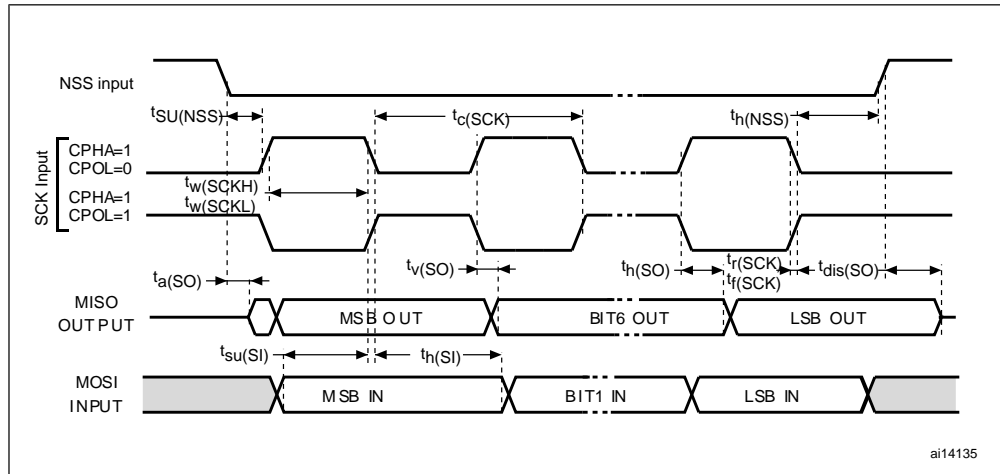 NSS input
tSU(NSS)
tc(SCK)
th(NSS)
SCK Input
CPHA=1
CPOL=0
tw(SCKH)
tw(SCKL)
CPHA=1
CPOL=1
ta(SO)
tv(SO)
th(SO)
tr(SCK)
tf(SCK)
tdis(SO)
MISO
OUTPUT
MSB OUT
BIT6 OUT
LSB OUT
tsu(SI)
th(SI)
MOSI
INPUT
MSB IN
BIT1 IN
LSB IN
ai14135